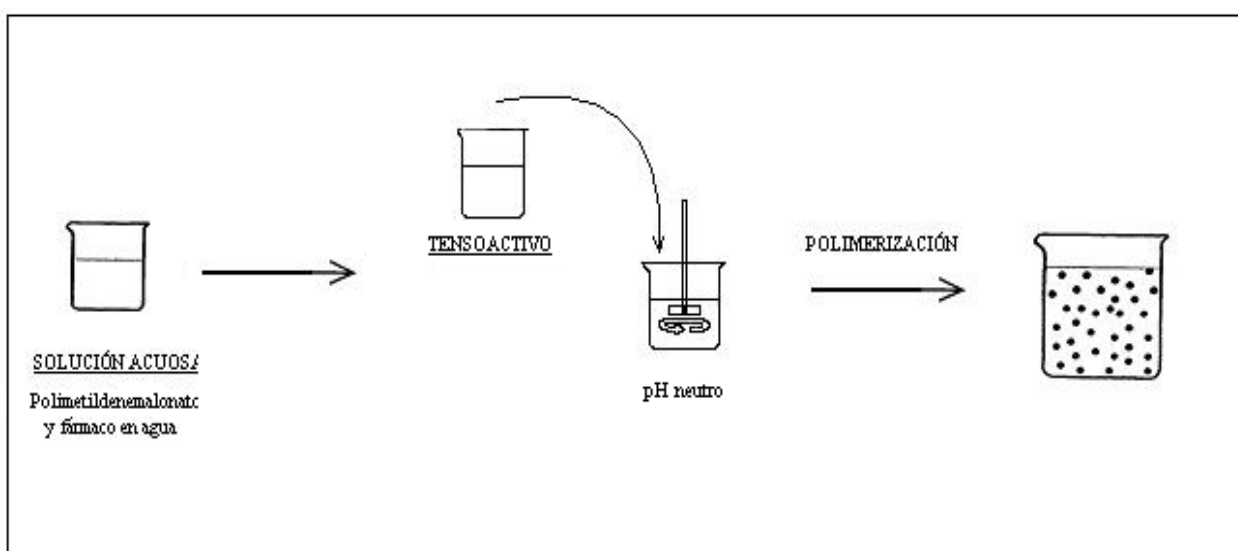 SOLUCIÓN ACUOSA
Polimetildenemalonato
y fármaco en agua
TENSOACTIVO
pH neutro
POLIMERIZACIÓN